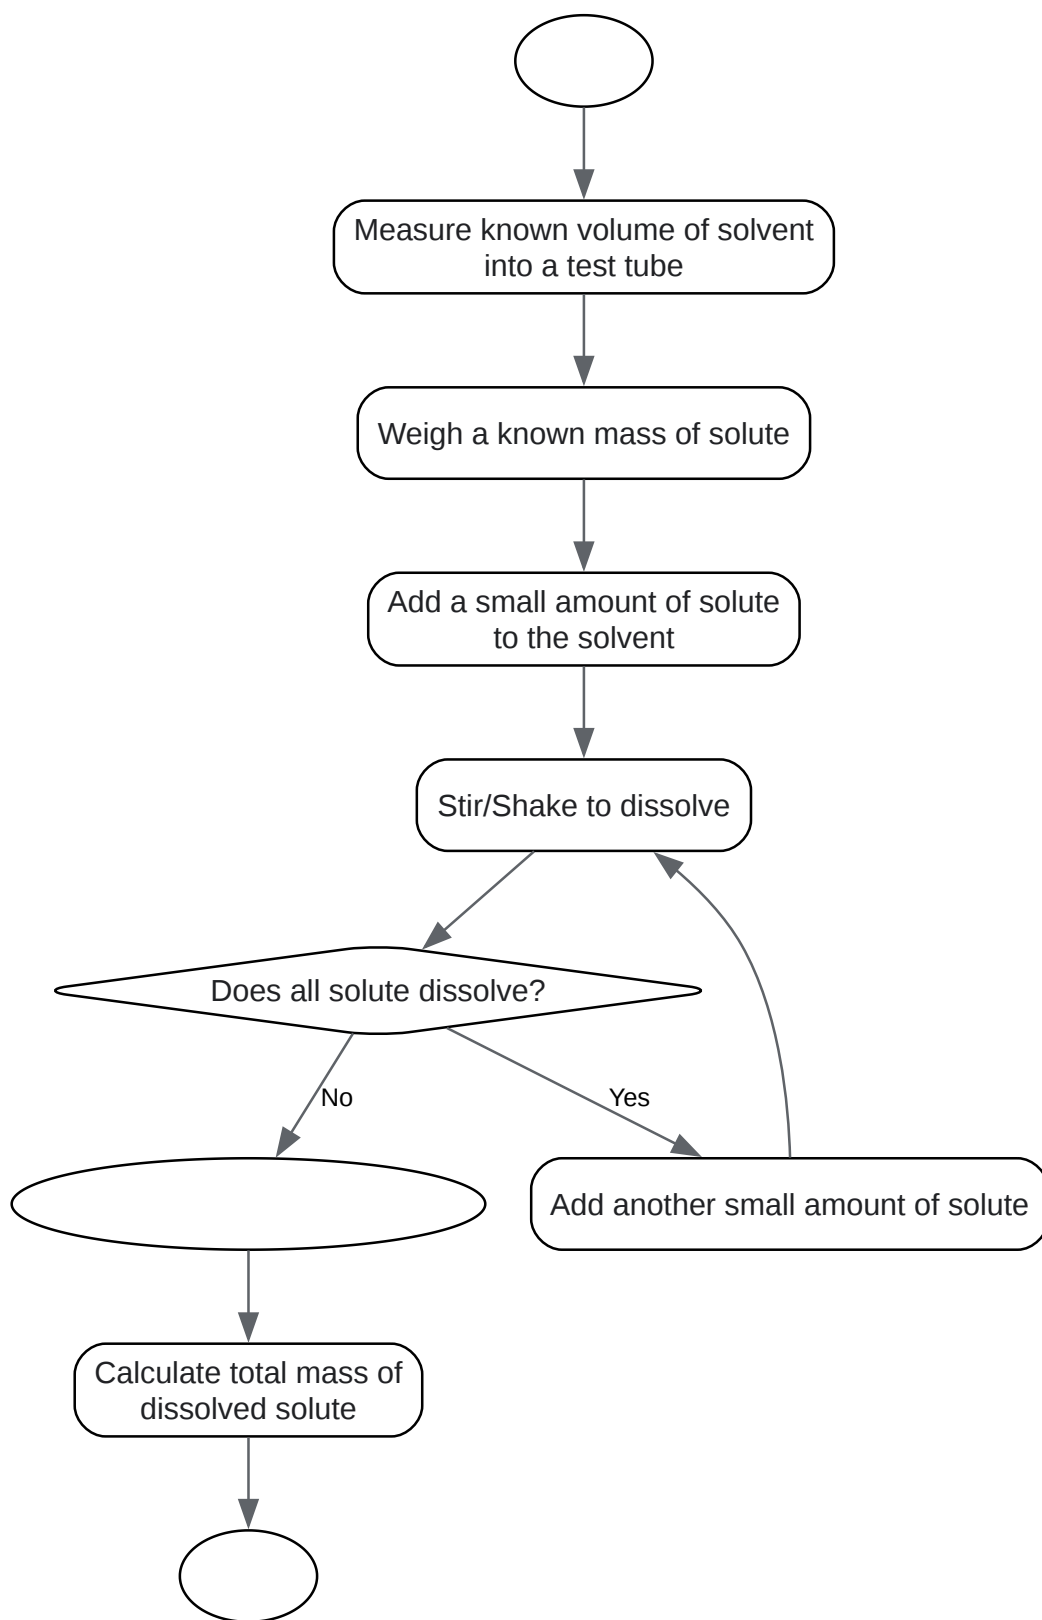 Measure known volume of solvent
into a test tube
Weigh a known mass of solute
Add a small amount of solute
to the solvent
Stir/Shake to dissolve
Does all solute dissolve?
No
Yes
Add another small amount of solute
Calculate total mass of
dissolved solute